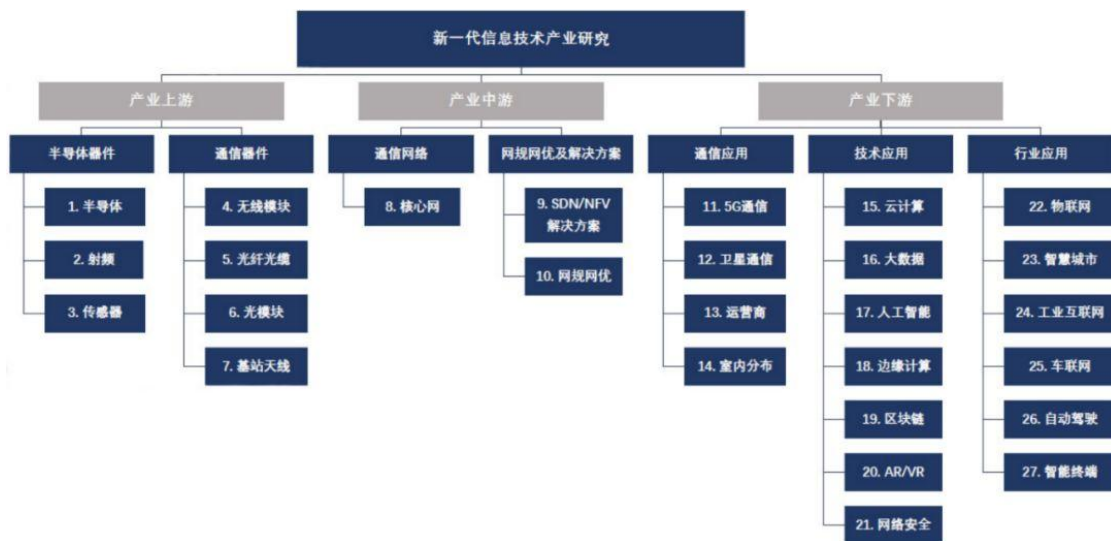 新一代信息技术产业研究
产业上游
产业中游
产业下游
半导体器件
通信器件
通信网络
网规网优及解决方案
通信应用
技术应用
行业应用
1. 半导体
2. 射频
3. 传感器
4. 无线模块
5. 光纤光缆
6. 光模块
7. 基站天线
8. 核心网
9. SDN/NFV
解决方案
10. 网规网优
11. 5G通信
12. 卫星通信
13. 运营商
14. 室内分布
15. 云计算
16. 大数据
17. 人工智能
18. 边缘计算
19. 区块链
20. AR/VR
21. 网络安全
22. 物联网
23. 智慧城市
24. 工业互联网
25. 车联网
26. 自动驾驶
27. 智能终端